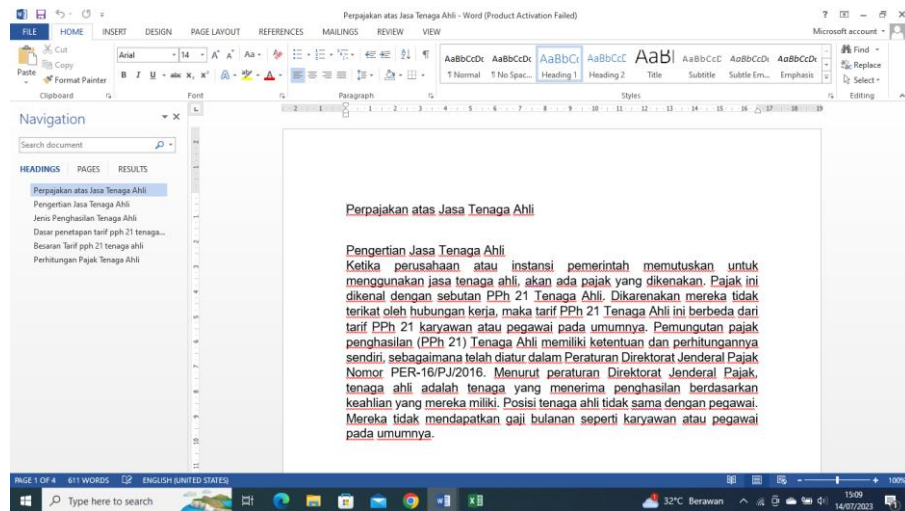 Perpajakan atas Jasa Tenaga Ahli - Word (Product Activation Failed)
FILE HOME INSERT DESIGN PAGE LAYOUT REFERENCES MAILINGS REVIEW VIEW
Microsoft account
Paste
Cut
Copy
Format Painter
Clipboard
Arial 14
Font
Paragraph
AaBbCcDc AaBbCcDc AaBbCc AaBbCcC AaBl AaBbCcC AaBbCcDc AaBbCcDc
¶ Normal ¶ No Spac... Heading 1 Heading 2 Title Subtitle Subtle Em... Emphasis
Styles
Find
Replace
Select
Editing
Navigation
Search document
HEADINGS PAGES RESULTS
Perpajakan atas Jasa Tenaga Ahli
Pengertian Jasa Tenaga Ahli
Jenis Penghasilan Tenaga Ahli
Dasar penetapan tarif pph 21 tenaga...
Besaran Tarif pph 21 tenaga ahli
Perhitungan Pajak Tenaga Ahli
Perpajakan atas Jasa Tenaga Ahli
Pengertian Jasa Tenaga Ahli
Ketika perusahaan atau instansi pemerintah memutuskan untuk
menggunakan jasa tenaga ahli, akan ada pajak yang dikenakan. Pajak ini
dikenal dengan sebutan PPh 21 Tenaga Ahli. Dikarenakan mereka tidak
terikat oleh hubungan kerja, maka tarif PPh 21 Tenaga Ahli ini berbeda dari
tarif PPh 21 karyawan atau pegawai pada umumnya. Pemungutan pajak
penghasilan (PPh 21) Tenaga Ahli memiliki ketentuan dan perhitungannya
sendiri, sebagaimana telah diatur dalam Peraturan Direktorat Jenderal Pajak
Nomor PER-16/PJ/2016. Menurut peraturan Direktorat Jenderal Pajak,
tenaga ahli adalah tenaga yang menerima penghasilan berdasarkan
keahlian yang mereka miliki. Posisi tenaga ahli tidak sama dengan pegawai.
Mereka tidak mendapatkan gaji bulanan seperti karyawan atau pegawai
pada umumnya.
PAGE 1 OF 4 611 WORDS ENGLISH (UNITED STATES)
100%
Type here to search
32°C Berawan
15:09
14/07/2023